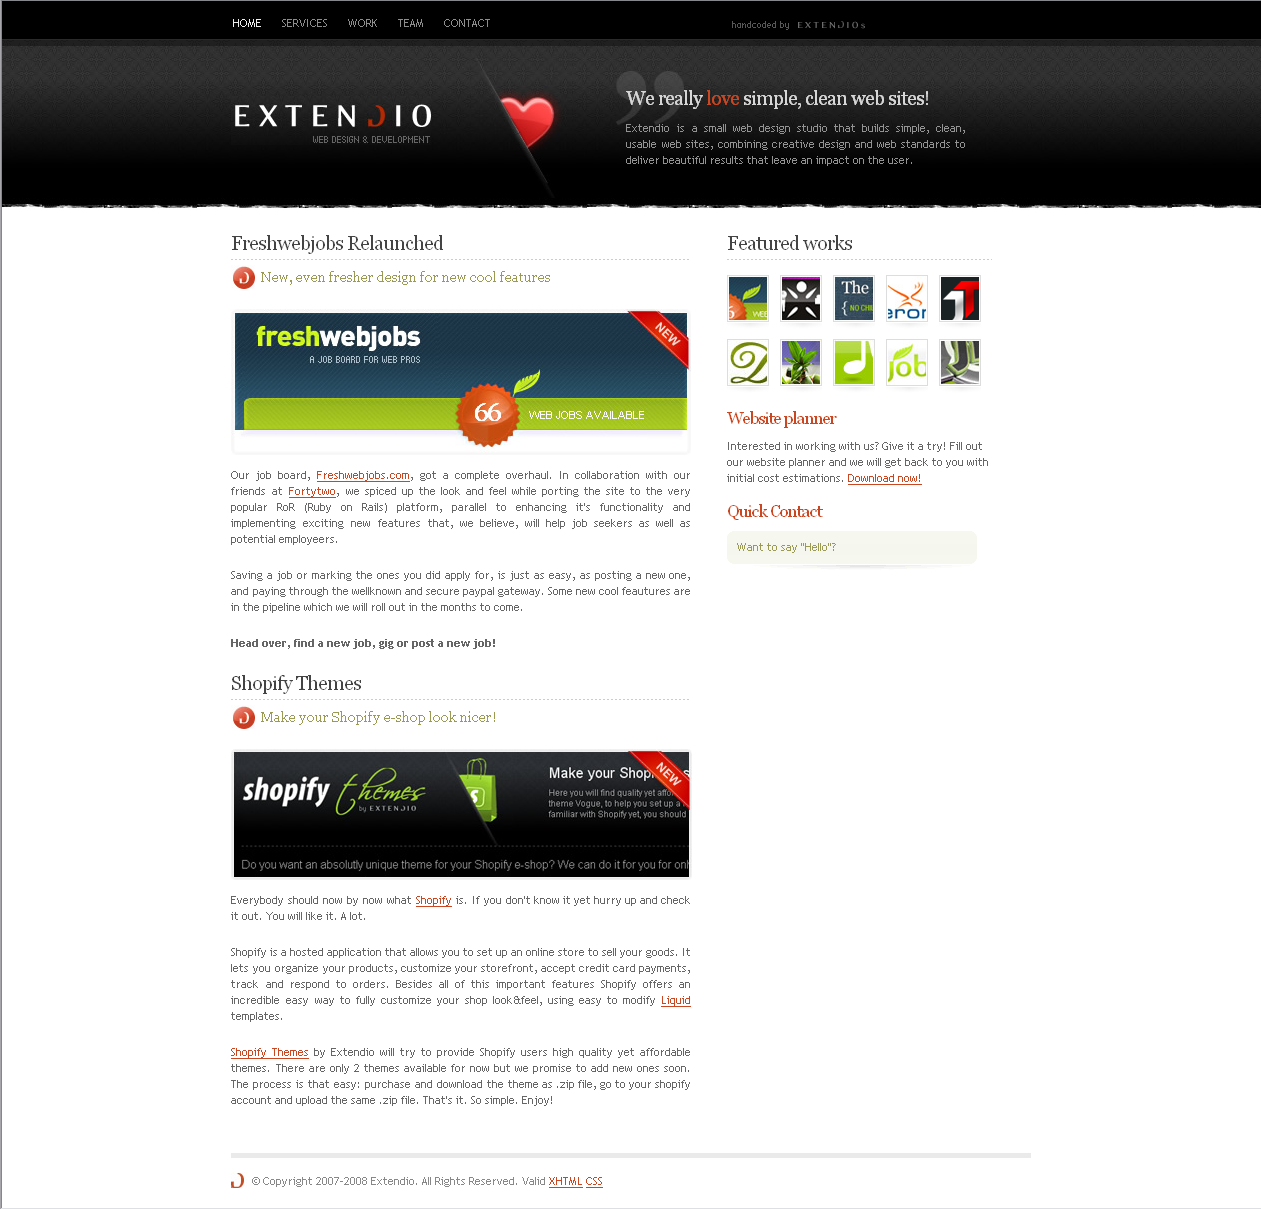 HOME SERVICES WORK TEAM CONTACT
handcoded by EXTENDIOs
EXTENDIO
WEB DESIGN & DEVELOPMENT
We really love simple, clean web sites!
Extendio is a small web design studio that builds simple, clean,
usable web sites, combining creative design and web standards to
deliver beautiful results that leave an impact on the user.
Freshwebjobs Relaunched
New, even fresher design for new cool features
freshwebjobs
A JOB BOARD FOR WEB PROS
NEW
66
WEB JOBS AVAILABLE
Our job board, Freshwebjobs.com, got a complete overhaul. In collaboration with our
friends at Fortytwo, we spiced up the look and feel while porting the site to the very
popular RoR (Ruby on Rails) platform, parallel to enhancing it's functionality and
implementing exciting new features that, we believe, will help job seekers as well as
potential employeers.
Saving a job or marking the ones you did apply for, is just as easy, as posting a new one,
and paying through the wellknown and secure paypal gateway. Some new cool feautures are
in the pipeline which we will roll out in the months to come.
Head over, find a new job, gig or post a new job!
Shopify Themes
Make your Shopify e-shop look nicer!
shopify themes
by EXTENDIO
S
Make your Shop
NEW
Here you will find quality yet
theme Vogue, to help you set up a
familiar with Shopify yet, you should
Do you want an absolutly unique theme for your Shopify e-shop? We can do it for you for
Everybody should now by now what Shopify is. If you don't know it yet hurry up and check
it out. You will like it. A lot.
Shopify is a hosted application that allows you to set up an online store to sell your goods. It
lets you organize your products, customize your storefront, accept credit card payments,
track and respond to orders. Besides all of this important features Shopify offers an
incredible easy way to fully customize your shop look&feel, using easy to modify Liquid
templates.
Shopify Themes by Extendio will try to provide Shopify users high quality yet affordable
themes. There are only 2 themes available for now but we promise to add new ones soon.
The process is that easy: purchase and download the theme as .zip file, go to your shopify
account and upload the same .zip file. That's it. So simple. Enjoy!
Featured works
The
{ NO CHI
eror
job
Website planner
Interested in working with us? Give it a try! Fill out
our website planner and we will get back to you with
initial cost estimations. Download now!
Quick Contact
Want to say "Hello"?
© Copyright 2007-2008 Extendio. All Rights Reserved. Valid XHTML CSS